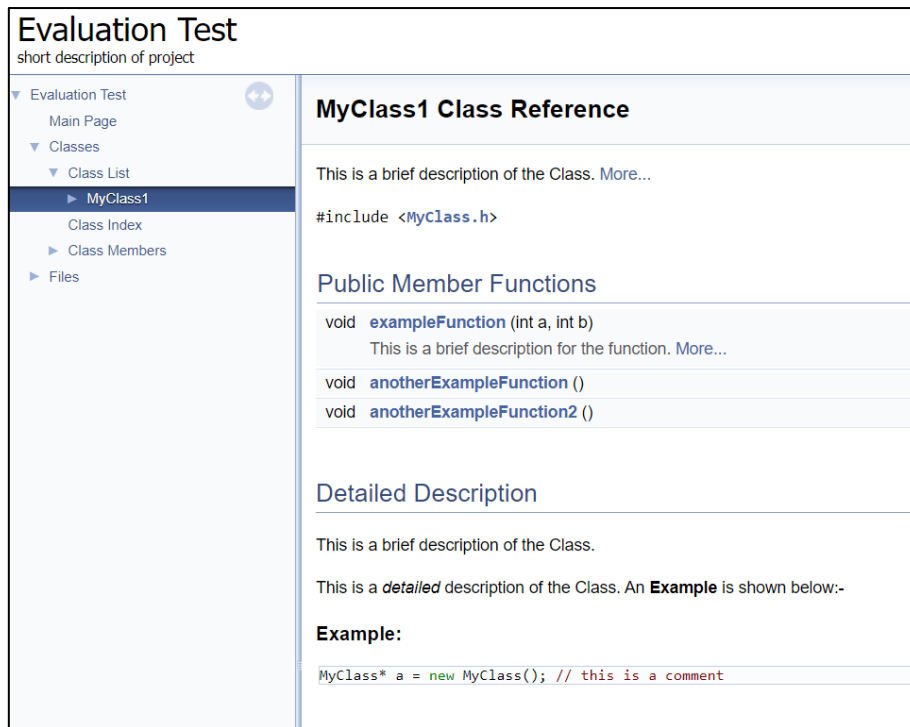 Evaluation Test
short description of project
Evaluation Test
Main Page
Classes
Class List
MyClass1
Class Index
Class Members
Files
MyClass1 Class Reference
This is a brief description of the Class. More...
#include <MyClass.h>
Public Member Functions
void exampleFunction (int a, int b)
This is a brief description for the function. More...
void anotherExampleFunction ()
void anotherExampleFunction2 ()
Detailed Description
This is a brief description of the Class.
This is a detailed description of the Class. An Example is shown below:-
Example:
MyClass* a = new MyClass(); // this is a comment